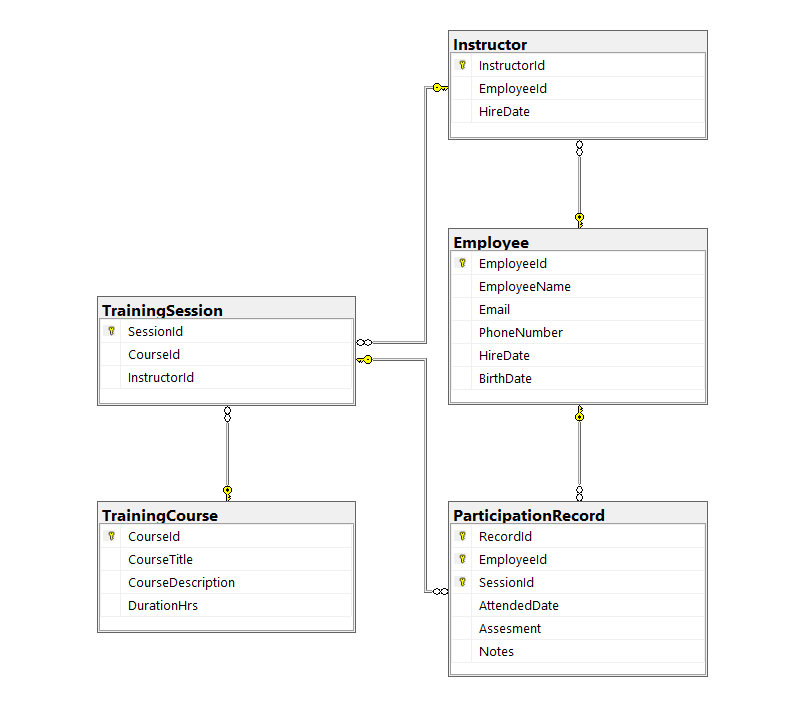 Instructor
InstructorId
EmployeeId
HireDate
Employee
EmployeeId
EmployeeName
Email
PhoneNumber
HireDate
BirthDate
TrainingSession
SessionId
CourseId
InstructorId
TrainingCourse
CourseId
CourseTitle
CourseDescription
DurationHrs
ParticipationRecord
RecordId
EmployeeId
SessionId
AttendedDate
Assesment
Notes